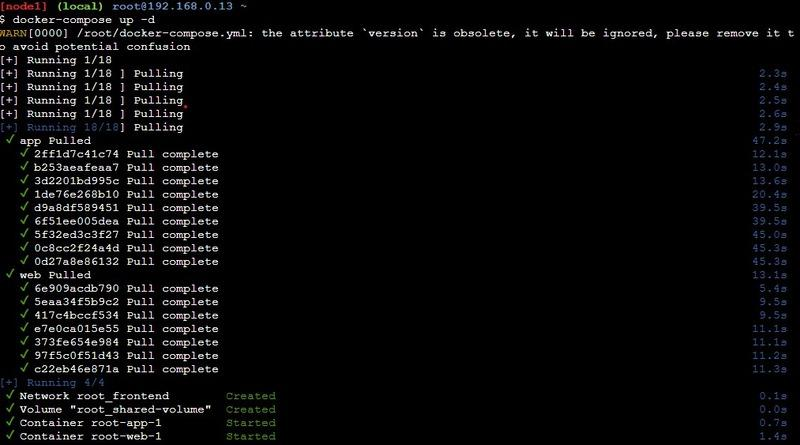 [node1] (local) root@192.168.0.13 ~
$ docker-compose up -d
WARN[0000] /root/docker-compose.yml: the attribute `version` is obsolete, it will be ignored, please remove it t
o avoid potential confusion
[+] Running 1/18
[+] Running 1/18 ] Pulling 2.3s
[+] Running 1/18 ] Pulling 2.4s
[+] Running 1/18 ] Pulling 2.5s
[+] Running 1/18 ] Pulling 2.6s
[+] Running 18/18] Pulling 2.9s
✓ app Pulled 47.2s
✓ 2ff1d7c41c74 Pull complete 12.1s
✓ b253aeafeaa7 Pull complete 13.0s
✓ 3d2201bd995c Pull complete 13.6s
✓ 1de76e268b10 Pull complete 20.4s
✓ d9a8df589451 Pull complete 39.5s
✓ 6f51ee005dea Pull complete 39.5s
✓ 5f32ed3c3f27 Pull complete 45.0s
✓ 0c8cc2f24a4d Pull complete 45.3s
✓ 0d27a8e86132 Pull complete 45.3s
✓ web Pulled 13.1s
✓ 6e909acdb790 Pull complete 5.4s
✓ 5eaa34f5b9c2 Pull complete 9.5s
✓ 417c4bccf534 Pull complete 9.5s
✓ e7e0ca015e55 Pull complete 11.1s
✓ 373fe654e984 Pull complete 11.1s
✓ 97f5c0f51d43 Pull complete 11.2s
✓ c22eb46e871a Pull complete 11.3s
[+] Running 4/4
✓ Network root_frontend Created 0.1s
✓ Volume "root_shared-volume" Created 0.0s
✓ Container root-app-1 Started 0.7s
✓ Container root-web-1 Started 1.4s